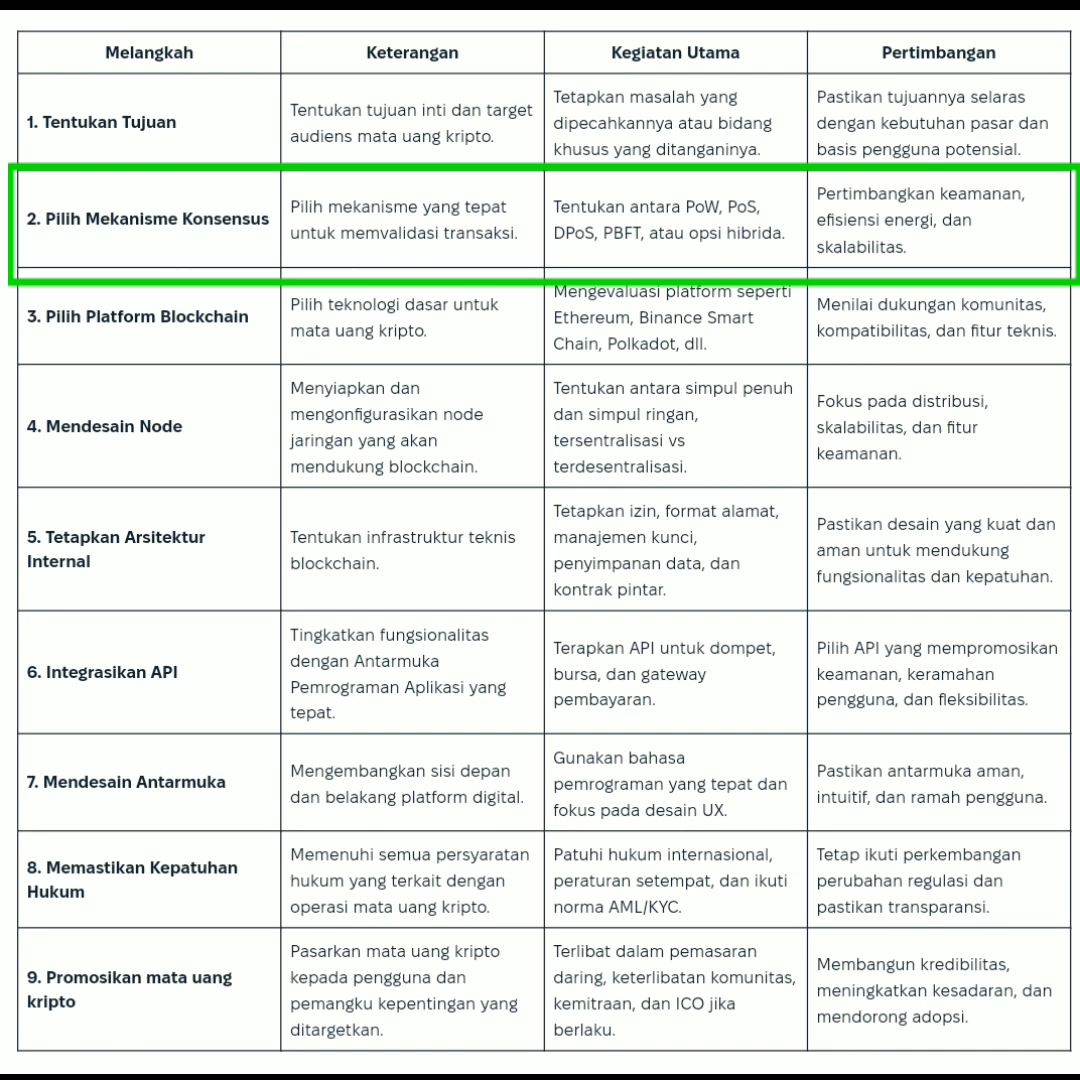 Melangkah
Keterangan
Kegiatan Utama
Pertimbangan
1. Tentukan Tujuan
Tentukan tujuan inti dan target
audiens mata uang kripto.
Tetapkan masalah yang
dipecahkannya atau bidang
khusus yang ditanganinya.
Pastikan tujuannya selaras
dengan kebutuhan pasar dan
basis pengguna potensial.
2. Pilih Mekanisme Konsensus
Pilih mekanisme yang tepat
untuk memvalidasi transaksi.
Tentukan antara PoW, PoS,
DPoS, PBFT, atau opsi hibrida.
Pertimbangkan keamanan,
efisiensi energi, dan
skalabilitas.
3. Pilih Platform Blockchain
Pilih teknologi dasar untuk
mata uang kripto.
Mengevaluasi platform seperti
Ethereum, Binance Smart
Chain, Polkadot, dll.
Menilai dukungan komunitas,
kompatibilitas, dan fitur teknis.
4. Mendesain Node
Menyiapkan dan
mengonfigurasikan node
jaringan yang akan
mendukung blockchain.
Tentukan antara simpul penuh
dan simpul ringan,
tersentralisasi vs
terdesentralisasi.
Fokus pada distribusi,
skalabilitas, dan fitur
keamanan.
5. Tetapkan Arsitektur
Internal
Tentukan infrastruktur teknis
blockchain.
Tetapkan izin, format alamat,
manajemen kunci,
penyimpanan data, dan
kontrak pintar.
Pastikan desain yang kuat dan
aman untuk mendukung
fungsionalitas dan kepatuhan.
6. Integrasikan API
Tingkatkan fungsionalitas
dengan Antarmuka
Pemrograman Aplikasi yang
tepat.
Terapkan API untuk dompet,
bursa, dan gateway
pembayaran.
Pilih API yang mempromosikan
keamanan, keramahan
pengguna, dan fleksibilitas.
7. Mendesain Antarmuka
Mengembangkan sisi depan
dan belakang platform digital.
Gunakan bahasa
pemrograman yang tepat dan
fokus pada desain UX.
Pastikan antarmuka aman,
intuitif, dan ramah pengguna.
8. Memastikan Kepatuhan
Hukum
Memenuhi semua persyaratan
hukum yang terkait dengan
operasi mata uang kripto.
Patuhi hukum internasional,
peraturan setempat, dan ikuti
norma AML/KYC.
Tetap ikuti perkembangan
perubahan regulasi dan
pastikan transparansi.
9. Promosikan mata uang
kripto
Pasarkan mata uang kripto
kepada pengguna dan
pemangku kepentingan yang
ditargetkan.
Terlibat dalam pemasaran
daring, keterlibatan komunitas,
kemitraan, dan ICO jika
berlaku.
Membangun kredibilitas,
meningkatkan kesadaran, dan
mendorong adopsi.